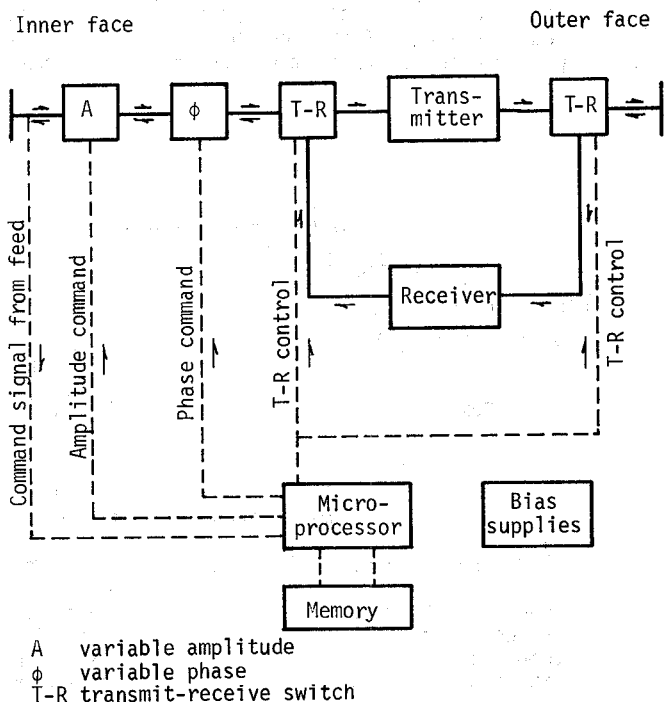 Inner face
Outer face
A
ϕ
T-R
Trans-
mitter
T-R
Receiver
Command signal from feed
Amplitude command
Phase command
T-R control
T-R control
Micro-
processor
Bias
supplies
Memory
A variable amplitude
ϕ variable phase
T-R transmit-receive switch